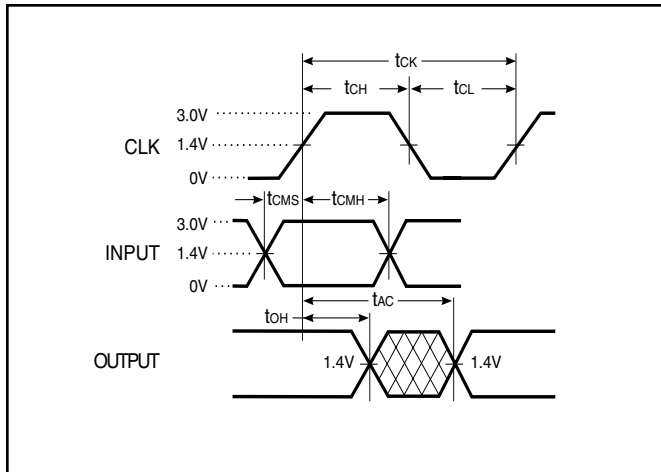 tCK
tCH tCL
3.0V
CLK 1.4V
0V
tCMS tCMH
3.0V
INPUT 1.4V
0V
tAC
tOH
OUTPUT 1.4V 1.4V